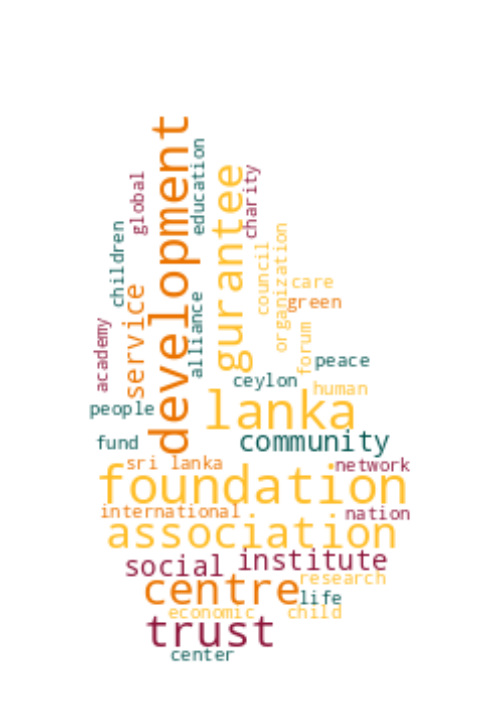 development
education
global
gurantee
charity
children
council
organization
care
green
service
alliance
academy
forum
peace
ceylon
human
people
lanka
fund
community
sri lanka
network
foundation
international
nation
association
social
institute
centre
research
life
economic
child
trust
center